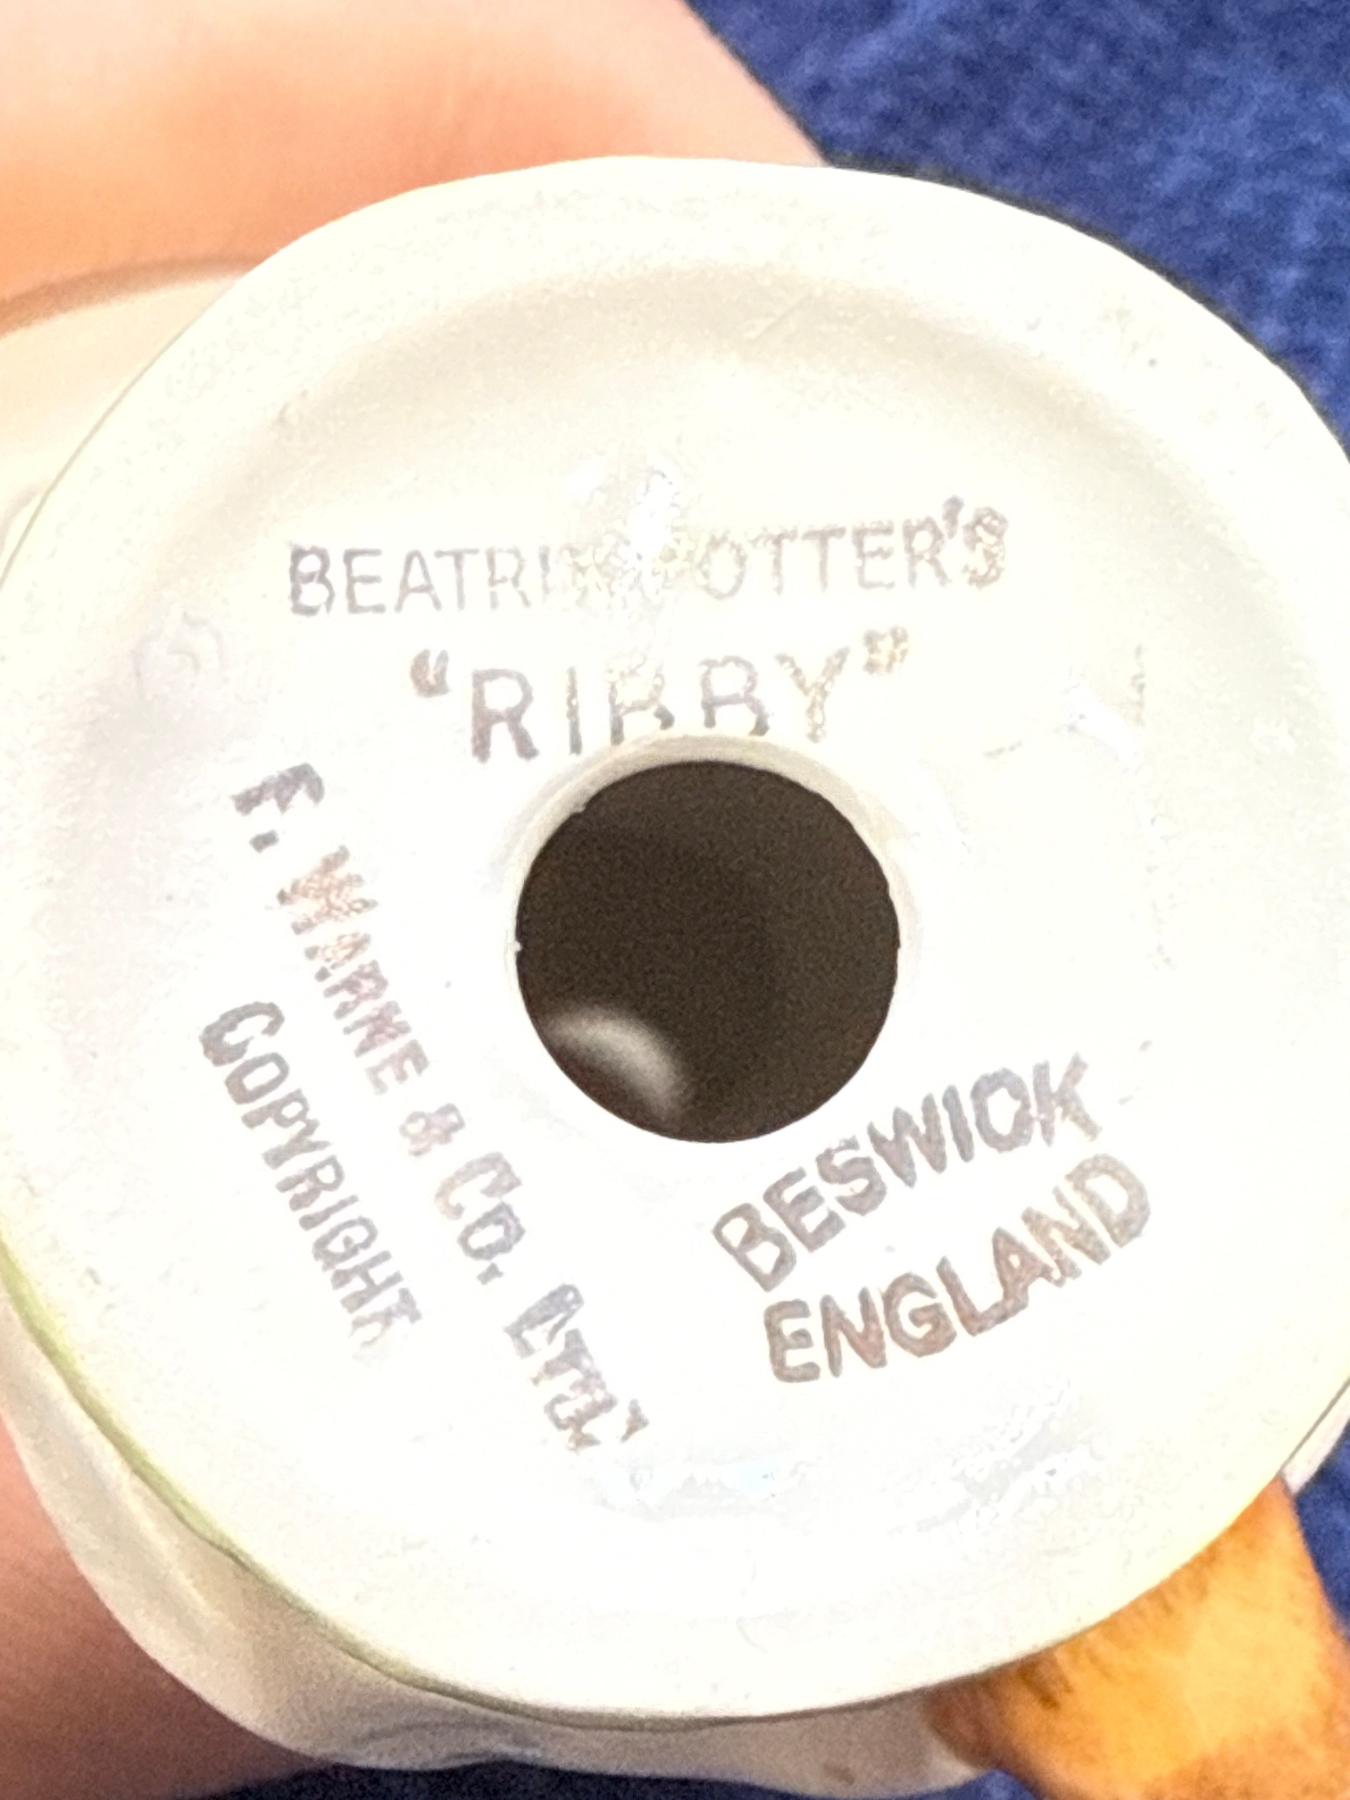 BEATRIX POTTER'S
"RIBBY"
F. WARNE & CO. LTD.
COPYRIGHT
BESWICK
ENGLAND